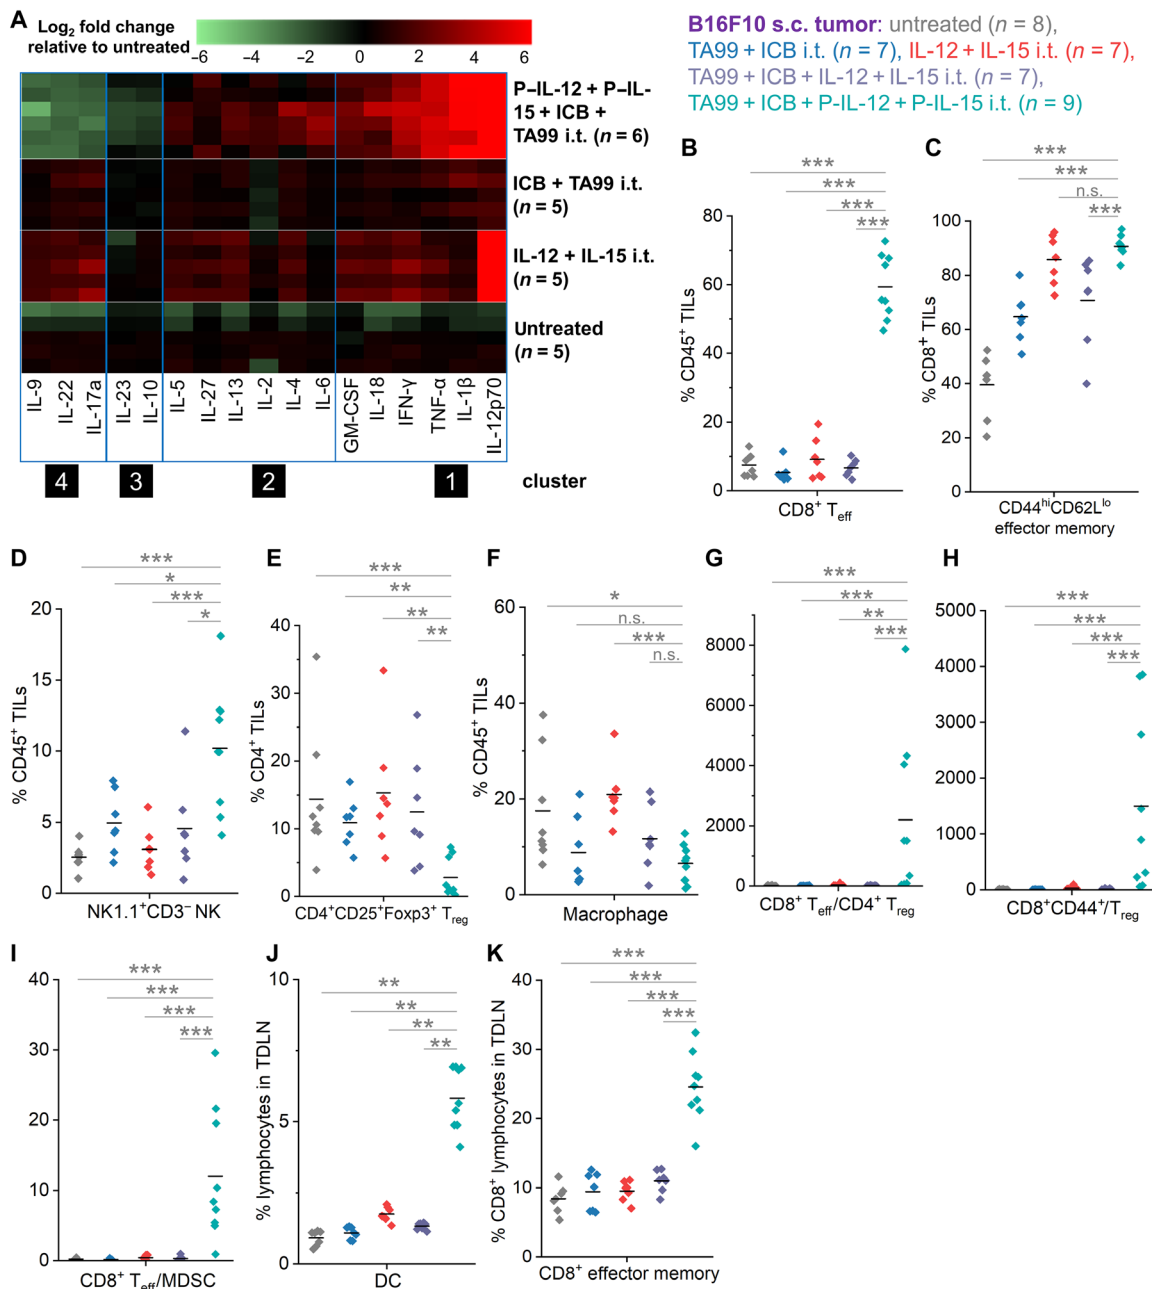 A
Log2 fold change
relative to untreated
−6 −4 −2 0 2 4 6
B16F10 s.c. tumor: untreated (n = 8),
TA99 + ICB i.t. (n = 7), IL-12 + IL-15 i.t. (n = 7),
TA99 + ICB + IL-12 + IL-15 i.t. (n = 7),
TA99 + ICB + P-IL-12 + P-IL-15 i.t. (n = 9)
P–IL-12 + P–IL-
15 + ICB +
TA99 i.t. (n = 6)
ICB + TA99 i.t.
(n = 5)
IL-12 + IL-15 i.t.
(n = 5)
Untreated
(n = 5)
IL-9 IL-22 IL-17a IL-23 IL-10 IL-5 IL-27 IL-13 IL-2 IL-4 IL-6 GM-CSF IL-18 IFN-γ TNF-α IL-1β IL-12p70
4 3 2 1 cluster
B
***
***
***
***
% CD45+ TILs
80
60
40
20
0
CD8+ Teff
C
***
***
n.s.
***
% CD8+ TILs
100
80
60
40
20
0
CD44hiCD62Llo
effector memory
D
***
*
***
*
% CD45+ TILs
20
15
10
5
0
NK1.1+CD3− NK
E
***
**
**
**
% CD4+ TILs
40
30
20
10
0
CD4+CD25+Foxp3+ Treg
F
*
n.s.
***
n.s.
% CD45+ TILs
60
40
20
0
Macrophage
G
***
***
**
***
8000
6000
4000
2000
0
CD8+ Teff/CD4+ Treg
H
***
***
***
***
5000
4000
3000
2000
1000
0
CD8+CD44+/Treg
I
***
***
***
***
40
30
20
10
0
CD8+ Teff/MDSC
J
**
**
**
**
% lymphocytes in TDLN
10
5
0
DC
K
***
***
***
***
% CD8+ lymphocytes in TDLN
40
30
20
10
0
CD8+ effector memory